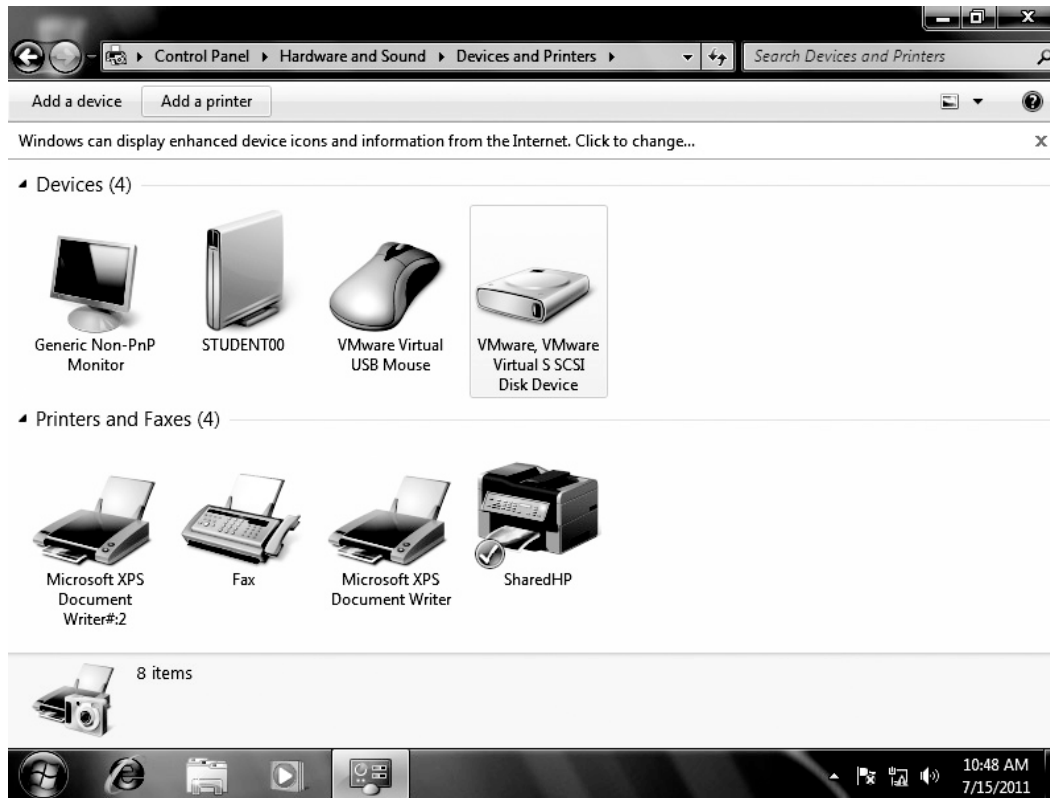 Control Panel Hardware and Sound Devices and Printers Search Devices and Printers
Add a device Add a printer
Windows can display enhanced device icons and information from the Internet. Click to change...
Devices (4)
Generic Non-PnP
Monitor
STUDENT00
VMware Virtual
USB Mouse
VMware, VMware
Virtual S SCSI
Disk Device
Printers and Faxes (4)
Microsoft XPS
Document
Writer#:2
Fax
Microsoft XPS
Document Writer
SharedHP
8 items
10:48 AM
7/15/2011